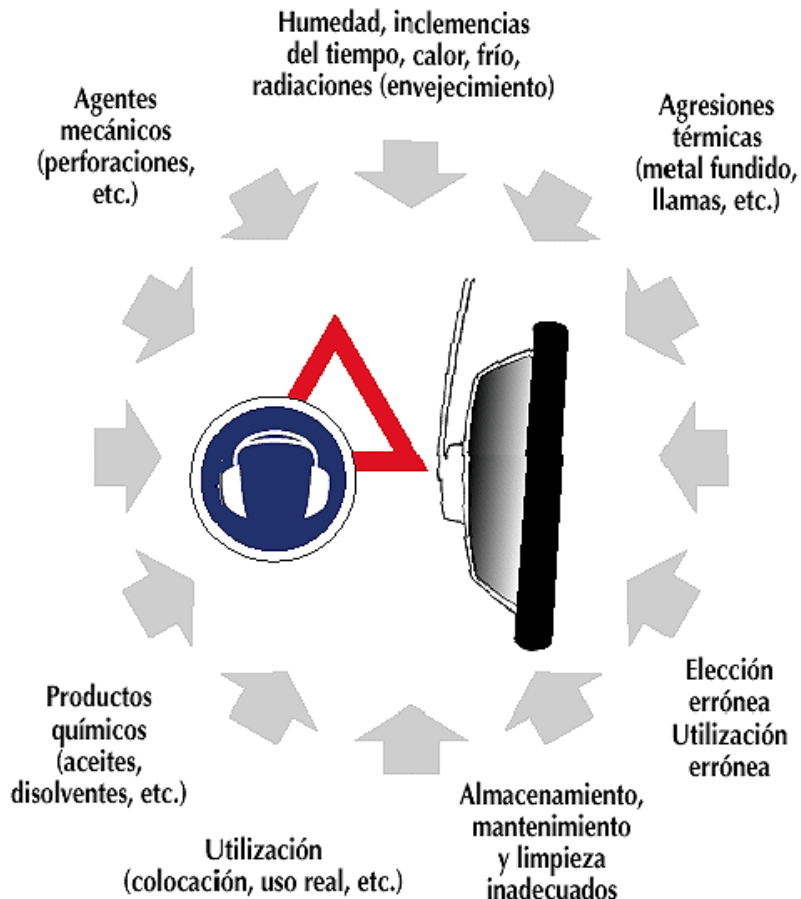 Humedad, inclemencias
del tiempo, calor, frío,
radiaciones (envejecimiento)
Agentes
mecánicos
(perforaciones,
etc.)
Agresiones
térmicas
(metal fundido,
llamas, etc.)
Productos
químicos
(aceites,
disolventes, etc.)
Elección
errónea
Utilización
errónea
Utilización
(colocación, uso real, etc.)
Almacenamiento,
mantenimiento
y limpieza
inadecuados